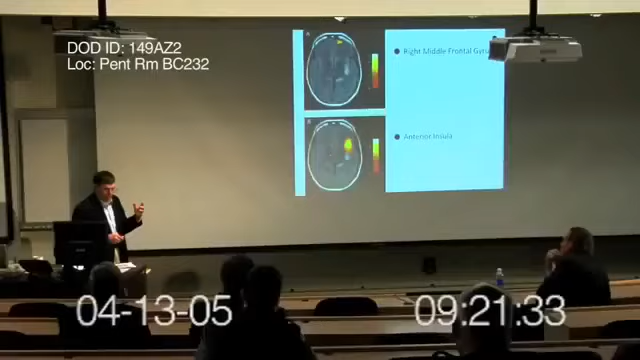 DOD ID: 149AZ2
Loc: Pent Rm BC232
Right Middle Frontal Gyrus
Anterior Insula
04-13-05
09:21:33